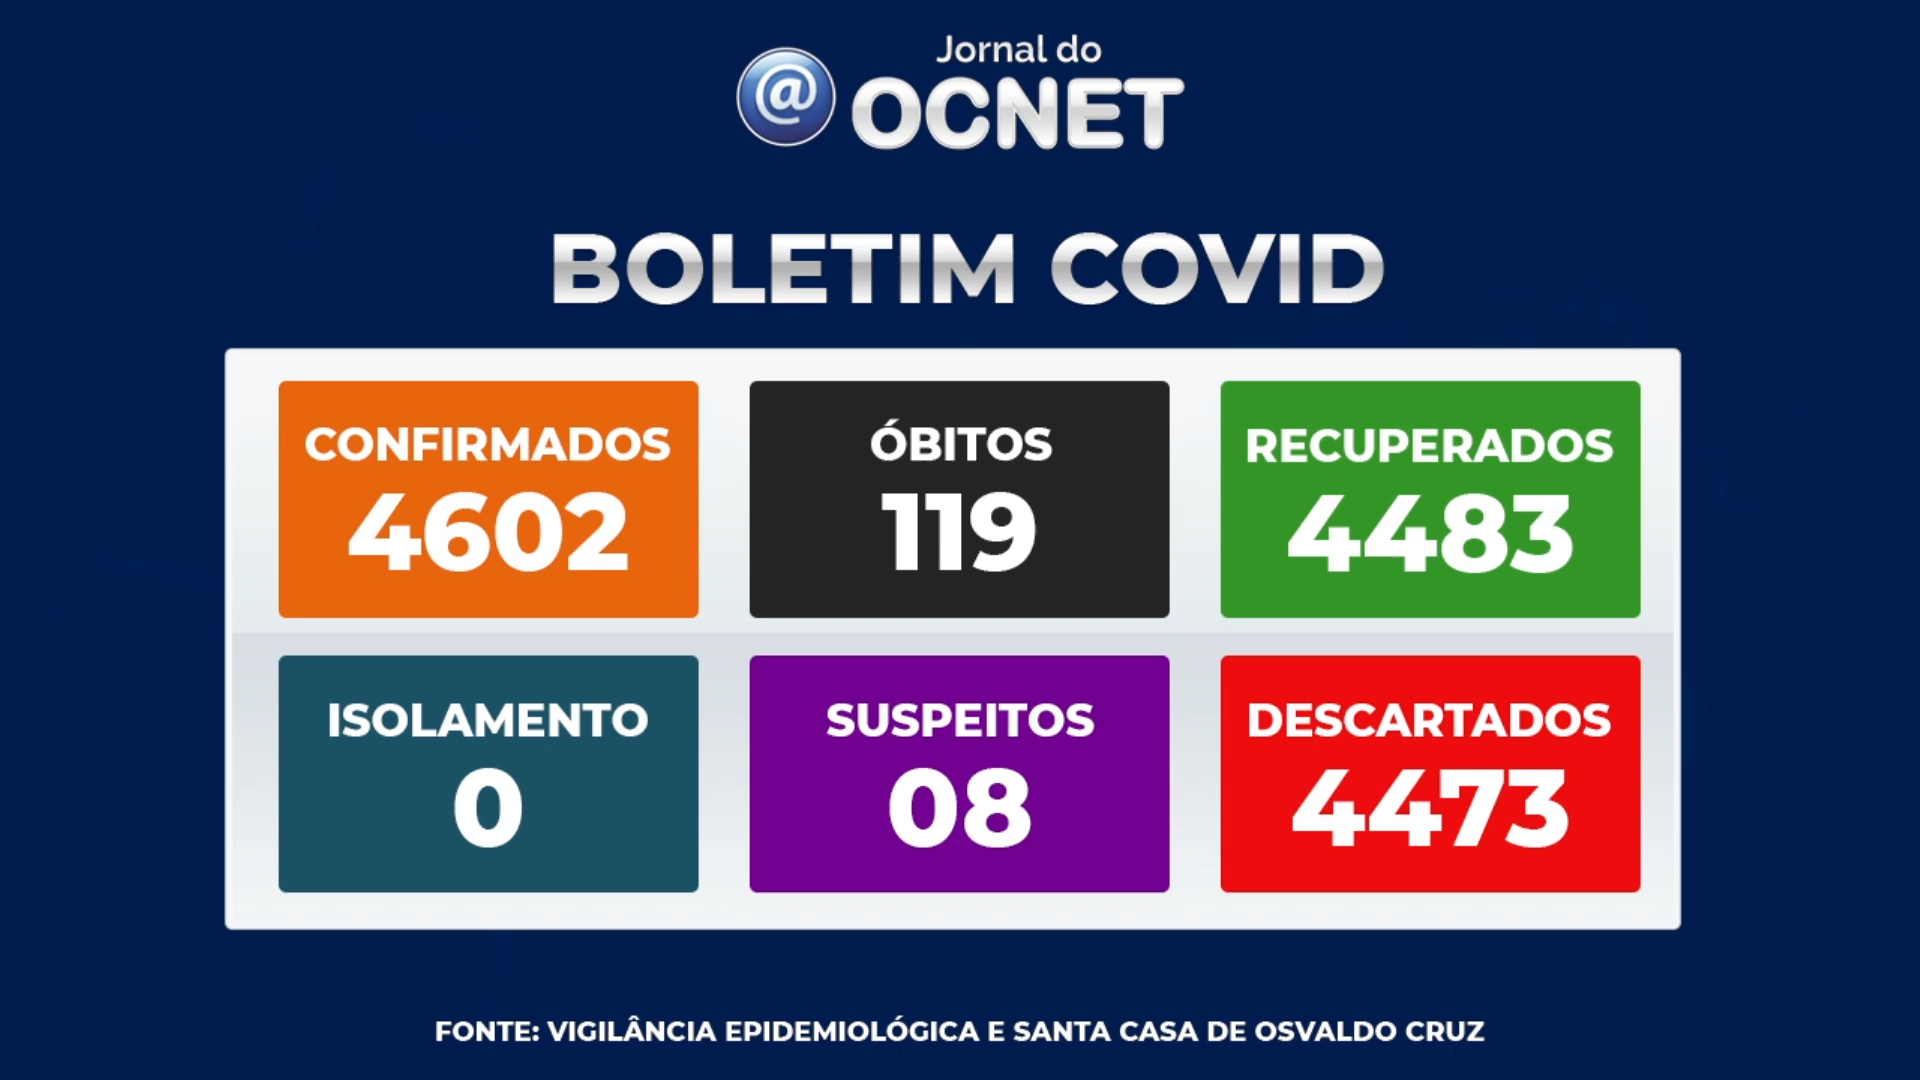 Jornal do
@ OCNET
BOLETIM COVID
CONFIRMADOS
4602
ÓBITOS
119
RECUPERADOS
4483
ISOLAMENTO
0
SUSPEITOS
08
DESCARTADOS
4473
FONTE: VIGILÂNCIA EPIDEMIOLÓGICA E SANTA CASA DE OSVALDO CRUZ